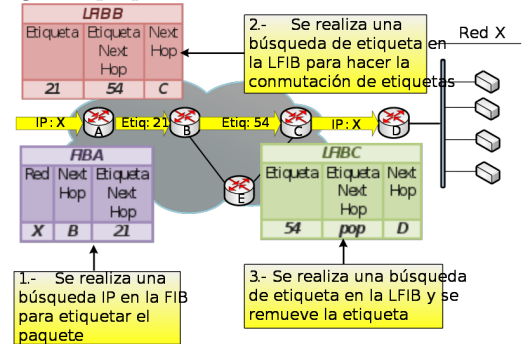 LFIB B
Etiqueta Etiqueta Next Hop Next Hop
21 54 C
2.- Se realiza una
búsqueda de etiqueta en
la LFIB para hacer la
conmutación de etiquetas
Red X
IP: X
A
Etiq: 21
B
Etiq: 54
C
IP: X
D
E
FIB A
Red Next Hop Etiqueta Next Hop
X B 21
LFIB C
Etiqueta Etiqueta Next Hop Next Hop
54 pop D
1.- Se realiza una
búsqueda IP en la FIB
para etiquetar el
paquete
3.- Se realiza una búsqueda
de etiqueta en la LFIB y se
remueve la etiqueta